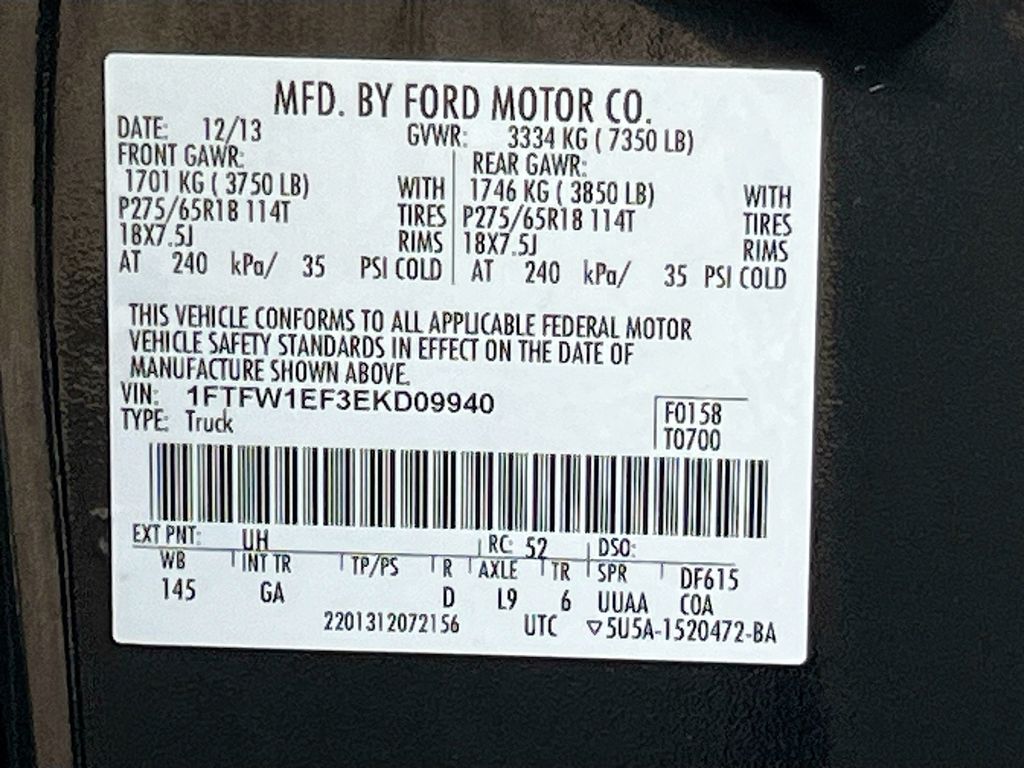 MFD. BY FORD MOTOR CO.
DATE: 12/13 GVWR: 3334 KG ( 7350 LB)
FRONT GAWR: REAR GAWR:
1701 KG ( 3750 LB) WITH 1746 KG ( 3850 LB) WITH
P275/65R18 114T TIRES P275/65R18 114T TIRES
18X7.5J RIMS 18X7.5J RIMS
AT 240 kPa/ 35 PSI COLD AT 240 kPa/ 35 PSI COLD
THIS VEHICLE CONFORMS TO ALL APPLICABLE FEDERAL MOTOR
VEHICLE SAFETY STANDARDS IN EFFECT ON THE DATE OF
MANUFACTURE SHOWN ABOVE.
VIN: 1FTFW1EF3EKD09940
TYPE: Truck
F0158
T0700
EXT PNT: UH RC: 52 DSO:
WB INT TR TP/PS R AXLE TR SPR DF615
145 GA D L9 6 UUAA COA
2201312072156 UTC ▽5U5A-1520472-BA